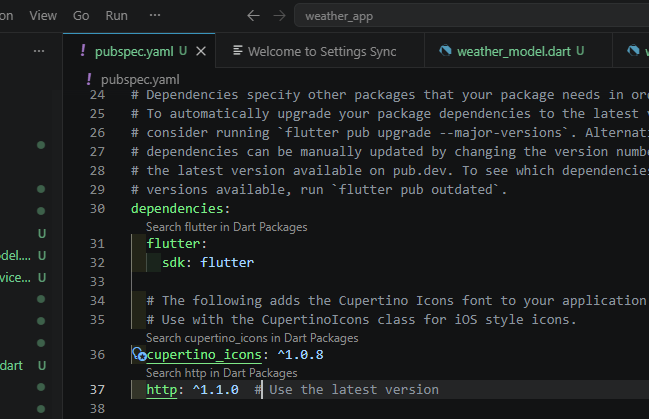 on View Go Run ... weather_app
... ! pubspec.yaml U Welcome to Settings Sync weather_model.dart U
! pubspec.yaml
24 # Dependencies specify other packages that your package needs in or
25 # To automatically upgrade your package dependencies to the latest v
26 # consider running `flutter pub upgrade --major-versions`. Alternati
27 # dependencies can be manually updated by changing the version numbe
28 # the latest version available on pub.dev. To see which dependencies
29 # versions available, run `flutter pub outdated`.
30 dependencies:
Search flutter in Dart Packages
31 flutter:
U
32 sdk: flutter
del.... U
vice... U
33
34 # The following adds the Cupertino Icons font to your application
35 # Use with the CupertinoIcons class for iOS style icons.
Search cupertino_icons in Dart Packages
36 cupertino_icons: ^1.0.8
dart U
Search http in Dart Packages
37 http: ^1.1.0 # Use the latest version
U
38